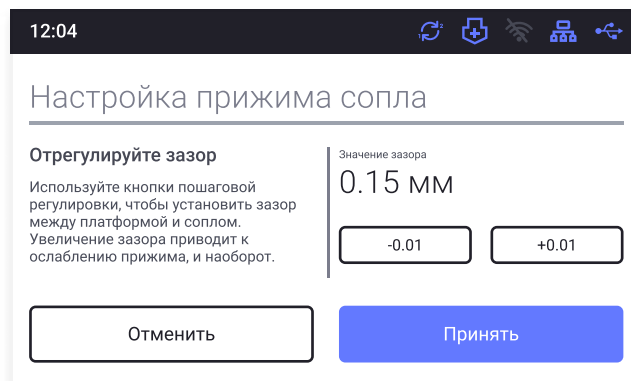 12:04
Настройка прижима сопла
Отрегулируйте зазор
Используйте кнопки пошаговой
регулировки, чтобы установить зазор
между платформой и соплом.
Увеличение зазора приводит к
ослаблению прижима, и наоборот.
Значение зазора
0.15 мм
-0.01
+0.01
Отменить
Принять